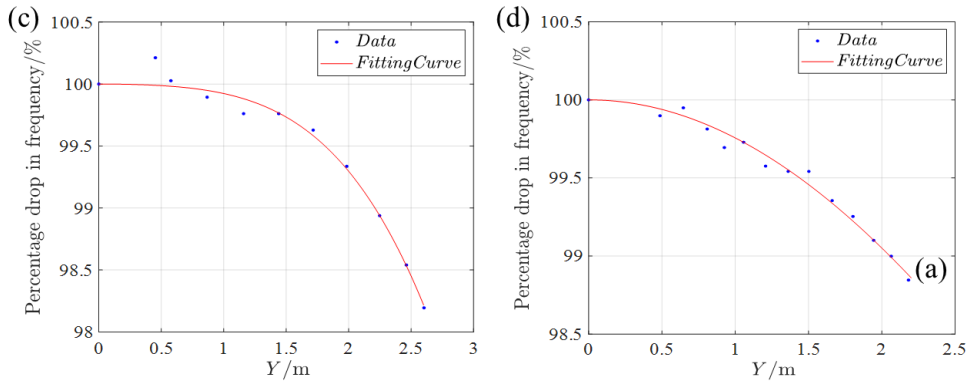 (c)
100.5
100
99.5
99
98.5
98
Percentage drop in frequency/%
0
0.5
1
1.5
2
2.5
3
Y/m
Data
FittingCurve
(d)
100.5
100
99.5
99
98.5
Percentage drop in frequency/%
0
0.5
1
1.5
2
2.5
Y/m
Data
FittingCurve
(a)